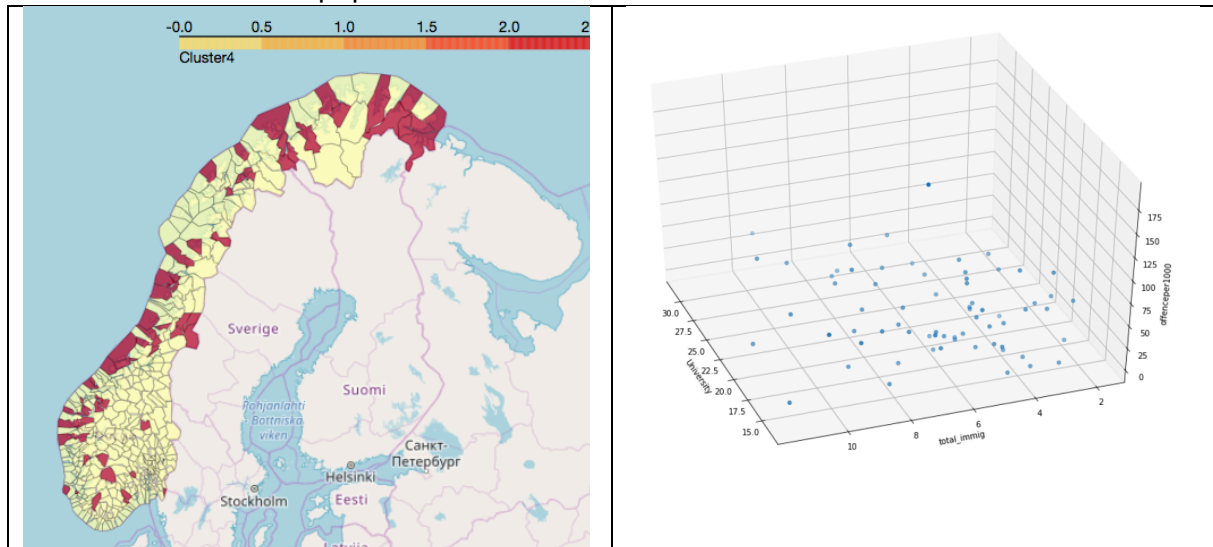 -0.0 0.5 1.0 1.5 2.0 2
Cluster4
Sverige
Suomi
Pohjanlahti
Bottniska
viken
Санкт-
Петербург
Helsinki
Stockholm
Eesti
175
150
125
100
75
50
25
0
offenceper1000
30.0
27.5
25.0
22.5
20.0
17.5
15.0
University
10 8 6 4 2
total_immig